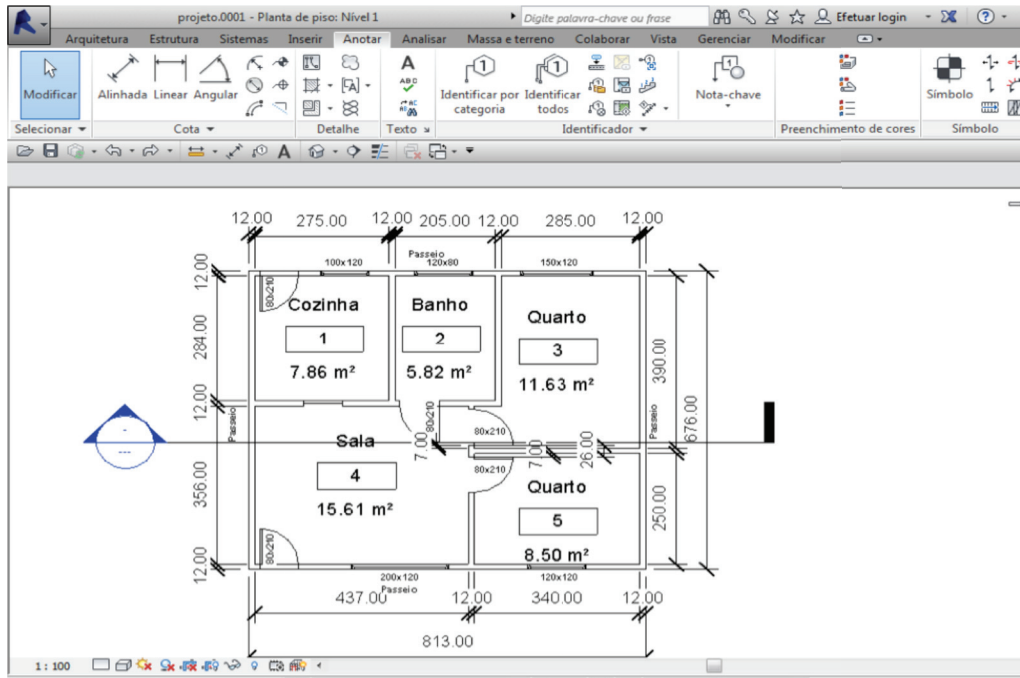 projeto.0001 - Planta de piso: Nível 1
Digite palavra-chave ou frase
Efetuar login
Arquitetura Estrutura Sistemas Inserir Anotar Analisar Massa e terreno Colaborar Vista Gerenciar Modificar
Modificar
Alinhada Linear Angular
A
ABC
Identificar por categoria
Identificar todos
Nota-chave
Símbolo
Selecionar Cota Detalhe Texto Identificador Preenchimento de cores Símbolo
12.00 275.00 12.00 205.00 12.00 285.00 12.00
Passeio
100x120 120x80 150x120
12.00
80x210
Cozinha
1
7.86 m²
Banho
2
5.82 m²
Quarto
3
11.63 m²
284.00
390.00
12.00
Passeio
80x210
80x210
Passeio
676.00
Sala
4
15.61 m²
7.00
7.00
26.00
80x210
Quarto
5
8.50 m²
356.00
250.00
80x210
12.00
200x120
Passeio
120x120
437.00 12.00 340.00 12.00
813.00
1 : 100